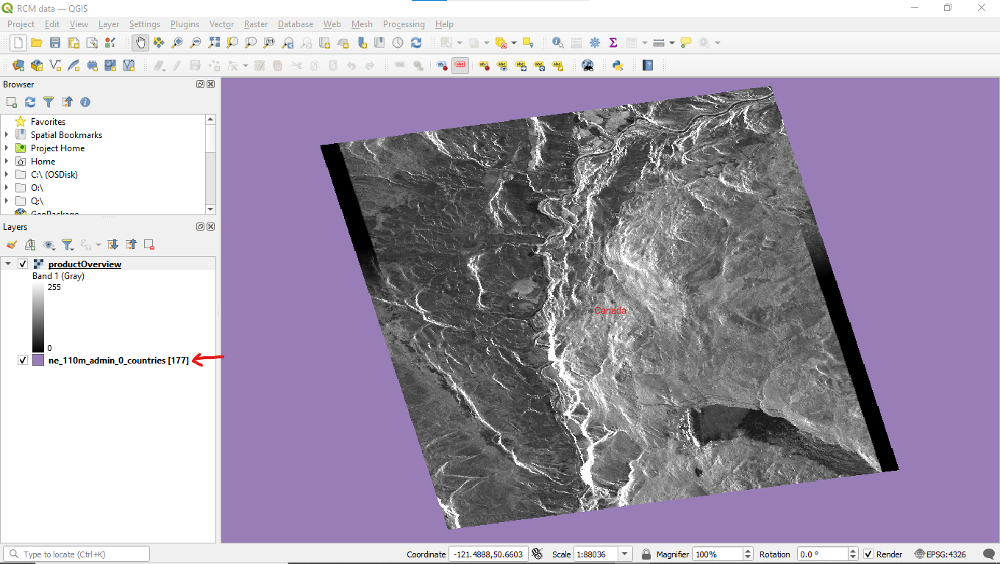 RCM data — QGIS
Project Edit View Layer Settings Plugins Vector Raster Database Web Mesh Processing Help
Browser
Favorites
Spatial Bookmarks
Project Home
Home
C:\ (OSDisk)
O:\
Q:\
GeoPackage
Layers
productOverview
Band 1 (Gray)
255
0
ne_110m_admin_0_countries [177]
Canada
Type to locate (Ctrl+K)
Coordinate -121.4888,50.6603 Scale 1:88036 Magnifier 100% Rotation 0.0 ° Render EPSG:4326